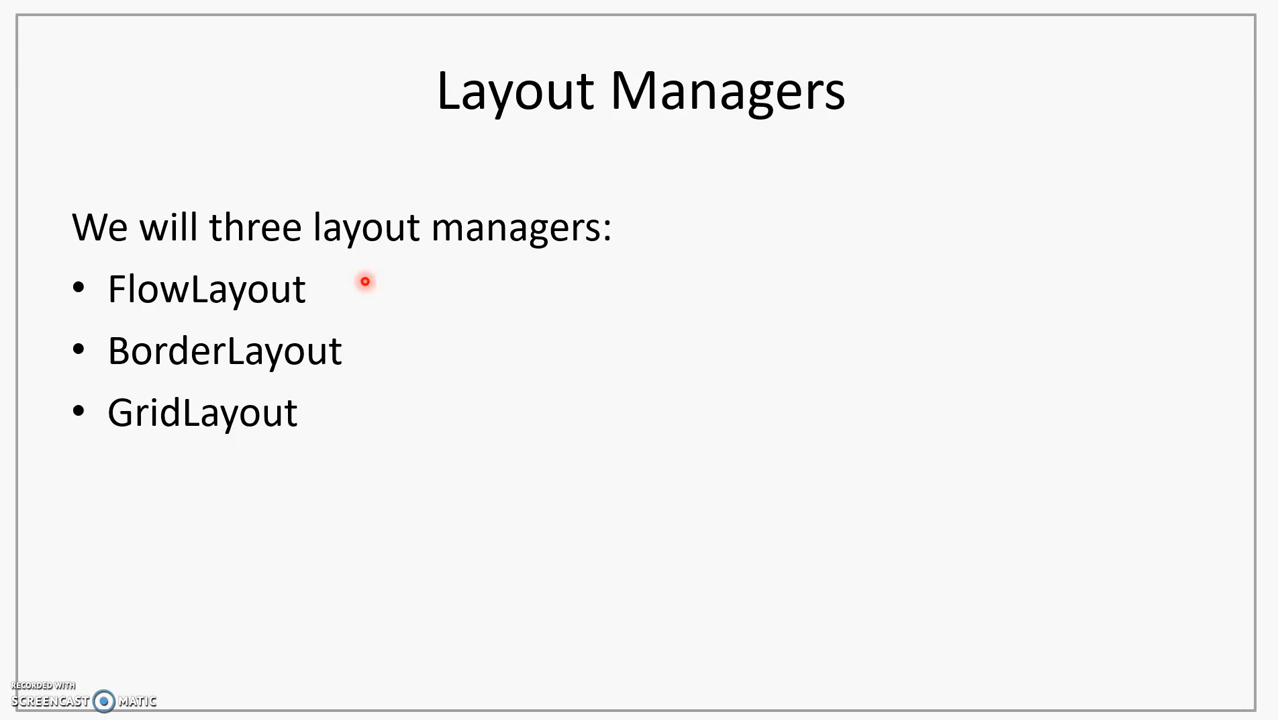 Layout Managers
We will three layout managers:
• FlowLayout
• BorderLayout
• GridLayout
RECORDED WITH
SCREENCAST MATIC